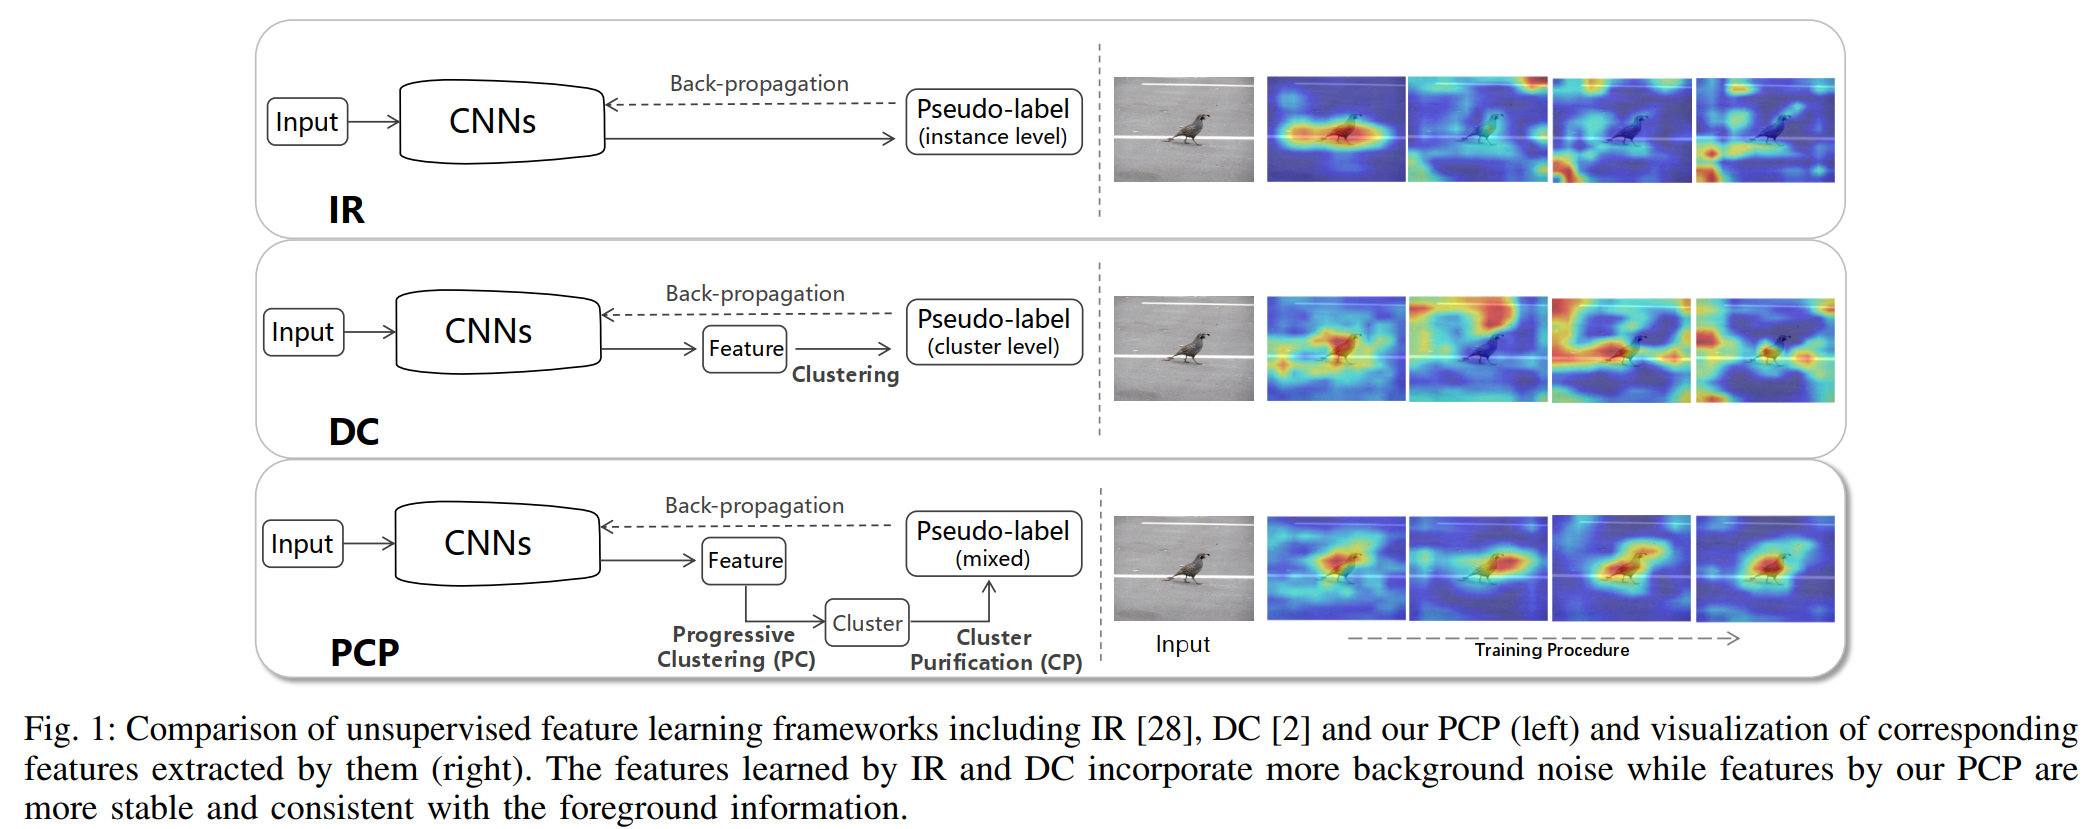 Input
CNNs
Back-propagation
Pseudo-label
(instance level)
IR
Input
CNNs
Back-propagation
Feature
Clustering
Pseudo-label
(cluster level)
DC
Input
CNNs
Back-propagation
Feature
Progressive
Clustering (PC)
Cluster
Cluster
Purification (CP)
Pseudo-label
(mixed)
PCP
Input
Training Procedure
Fig. 1: Comparison of unsupervised feature learning frameworks including IR [28], DC [2] and our PCP (left) and visualization of corresponding
features extracted by them (right). The features learned by IR and DC incorporate more background noise while features by our PCP are
more stable and consistent with the foreground information.